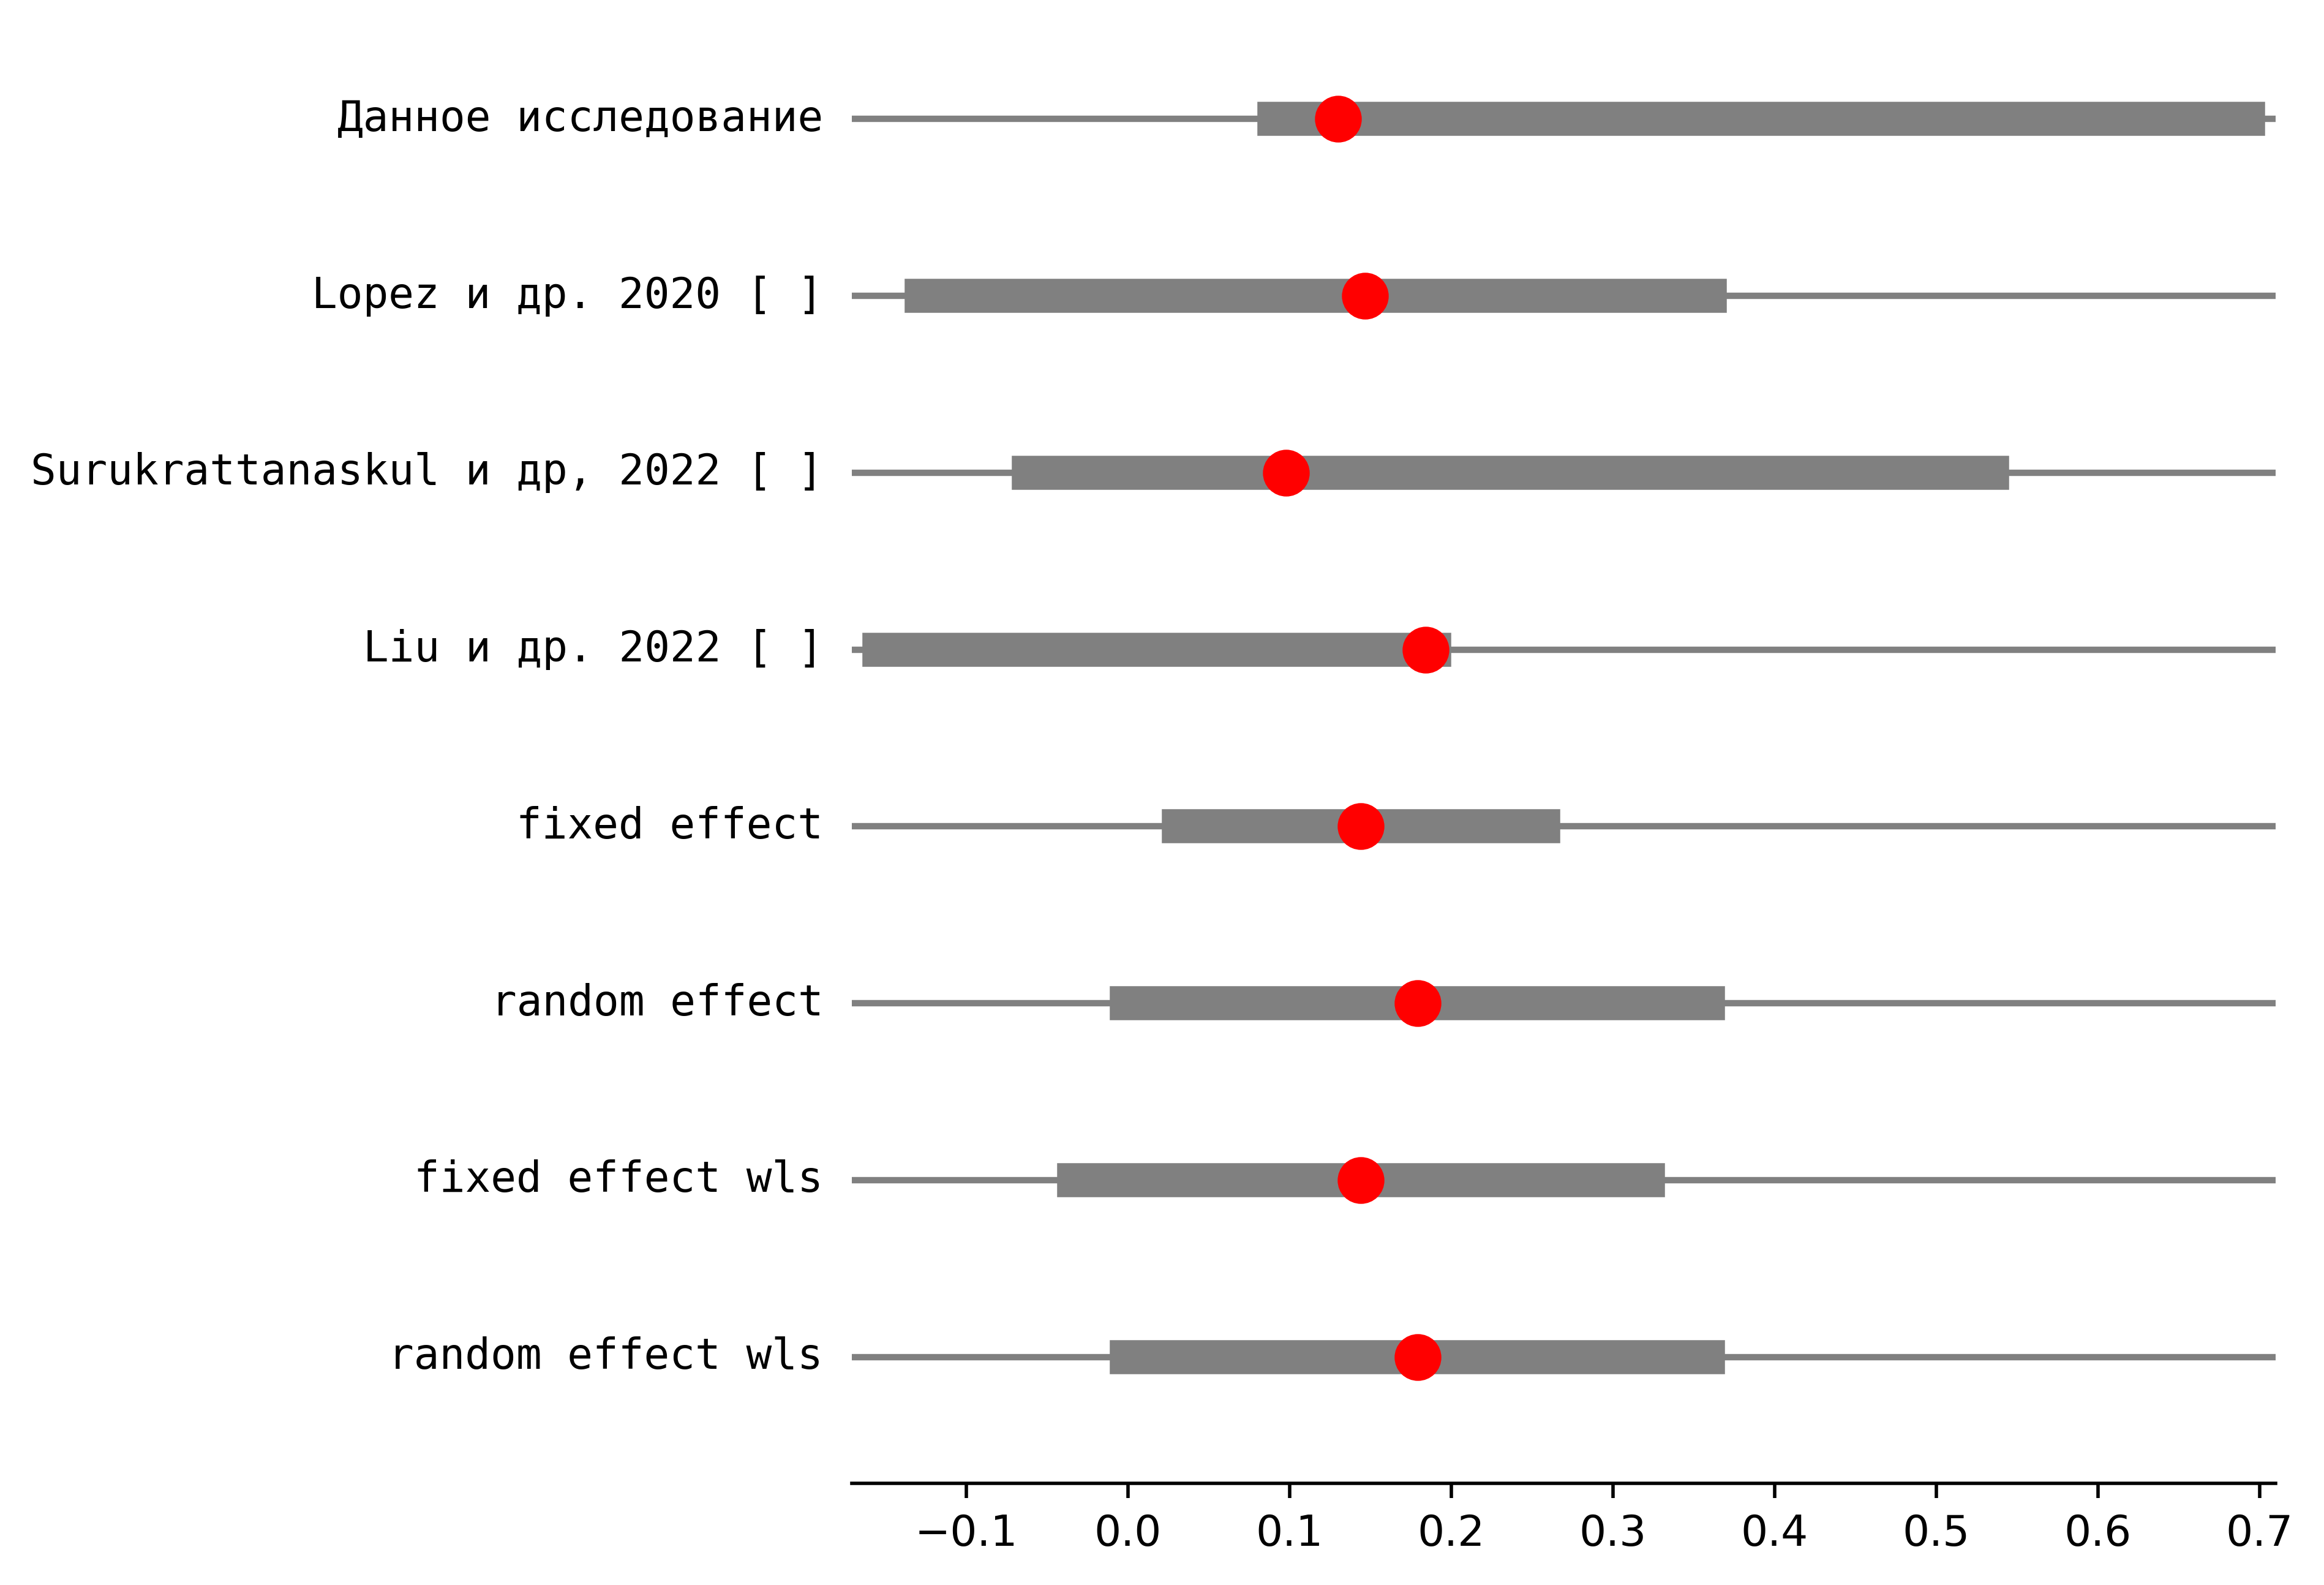 Данное исследование
Lopez и др. 2020 [ ]
Surukrattanaskul и др, 2022 [ ]
Liu и др. 2022 [ ]
fixed effect
random effect
fixed effect wls
random effect wls
−0.1 0.0 0.1 0.2 0.3 0.4 0.5 0.6 0.7